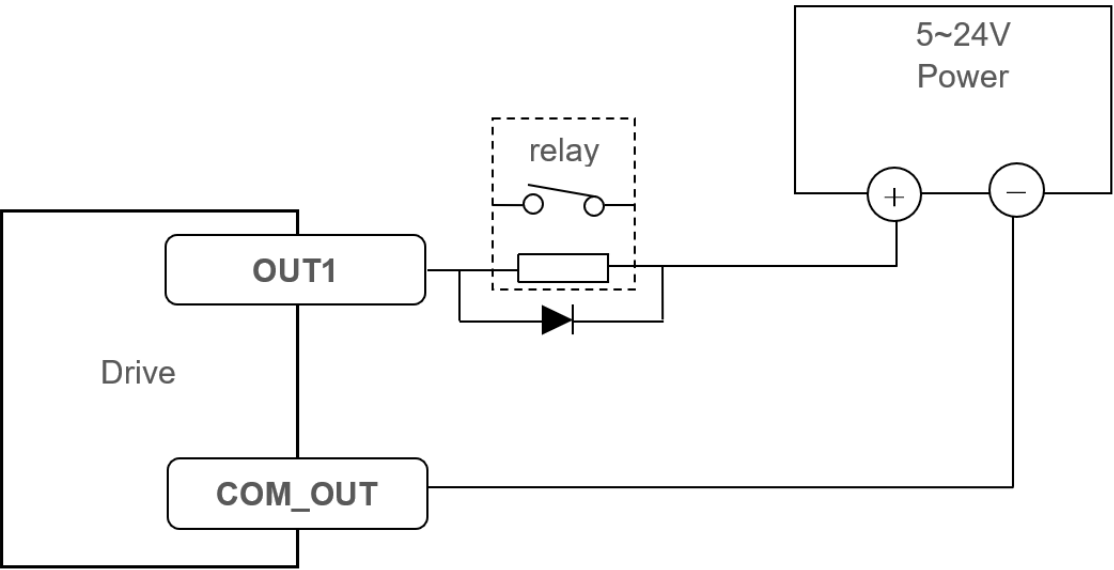 5~24V
Power
relay
+
−
OUT1
Drive
COM_OUT